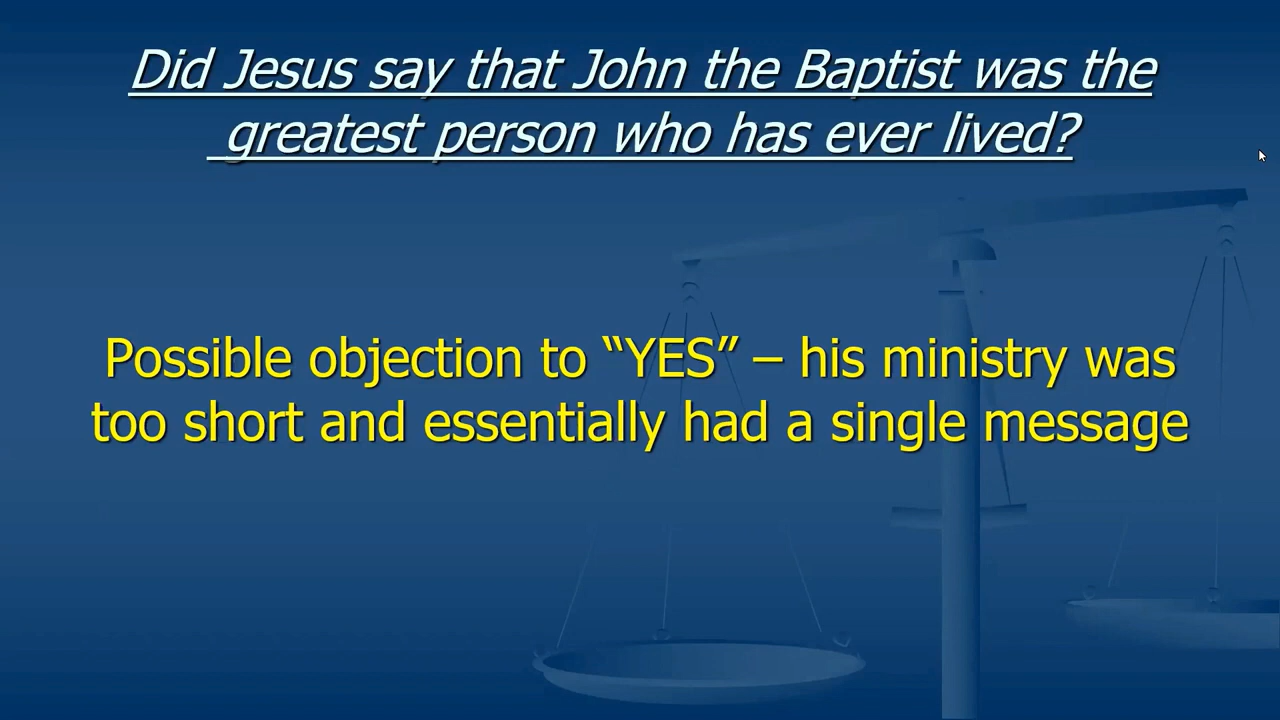 Did Jesus say that John the Baptist was the
greatest person who has ever lived?
Possible objection to “YES” – his ministry was
too short and essentially had a single message